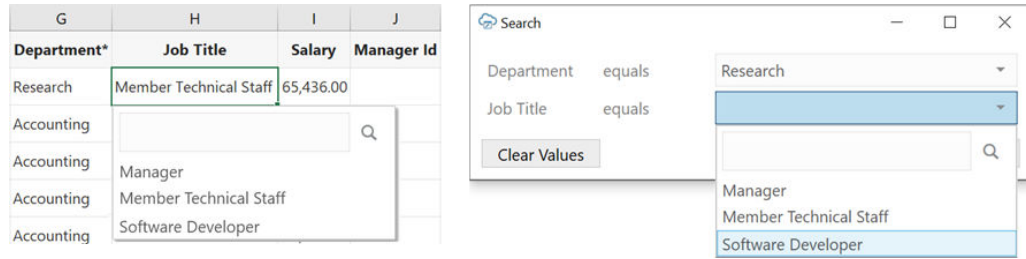 G H I J
Department* Job Title Salary Manager Id
Research Member Technical Staff 65,436.00
Accounting
Accounting
Accounting
Accounting
Manager
Member Technical Staff
Software Developer
Search
Department equals Research
Job Title equals
Clear Values
Manager
Member Technical Staff
Software Developer